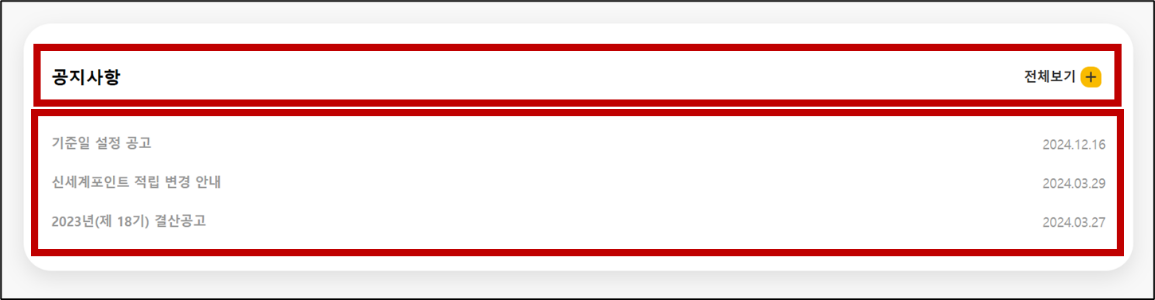 공지사항 전체보기
기준일 설정 공고 2024.12.16
신세계포인트 적립 변경 안내 2024.03.29
2023년(제 18기) 결산공고 2024.03.27